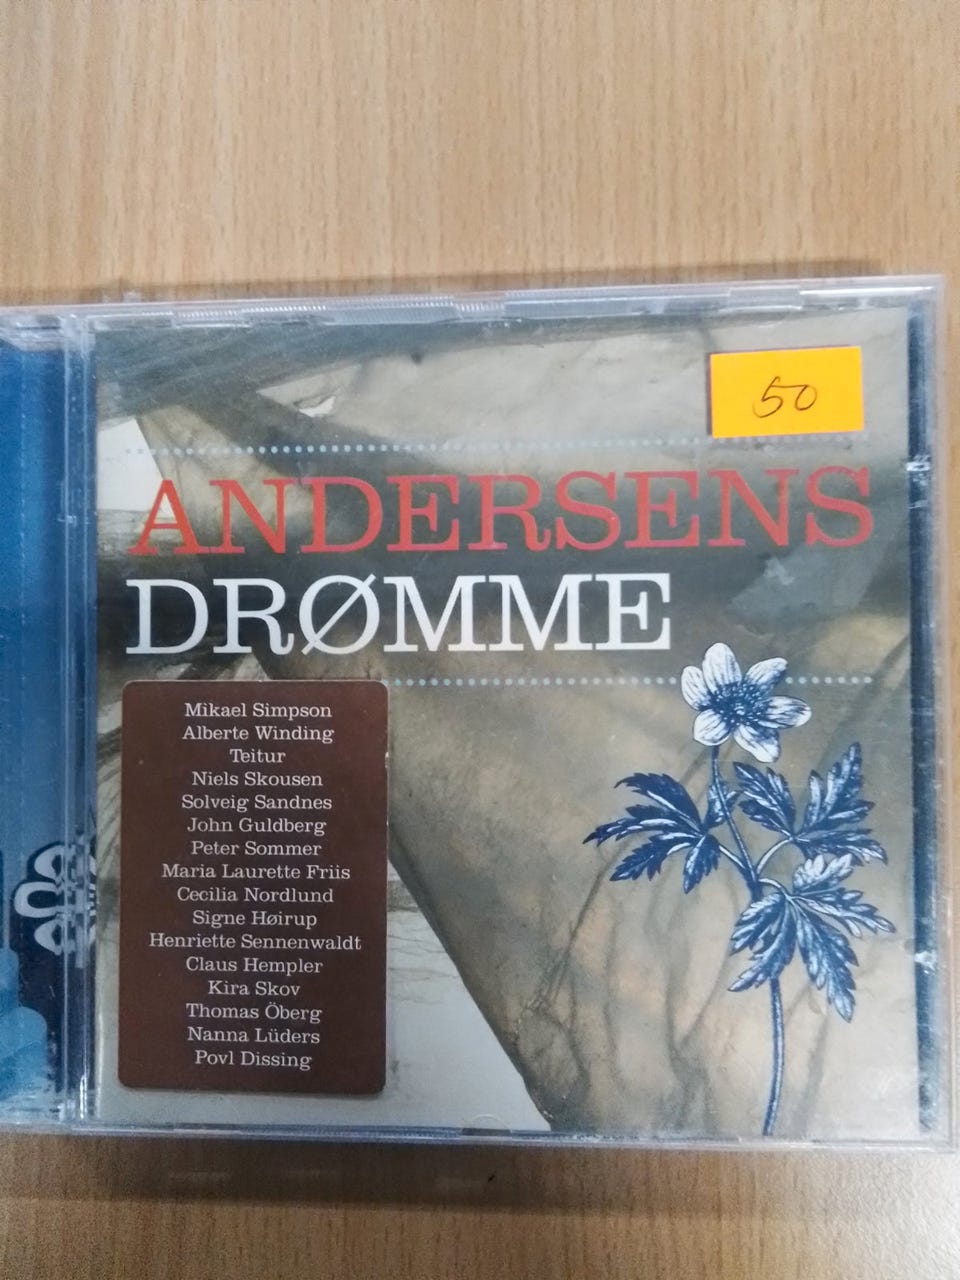 50
ANDERSENS
DRØMME
Mikael Simpson
Alberte Winding
Teitur
Niels Skousen
Solveig Sandnes
John Guldberg
Peter Sommer
Maria Laurette Friis
Cecilia Nordlund
Signe Høirup
Henriette Sennenwaldt
Claus Hempler
Kira Skov
Thomas Öberg
Nanna Lüders
Povl Dissing